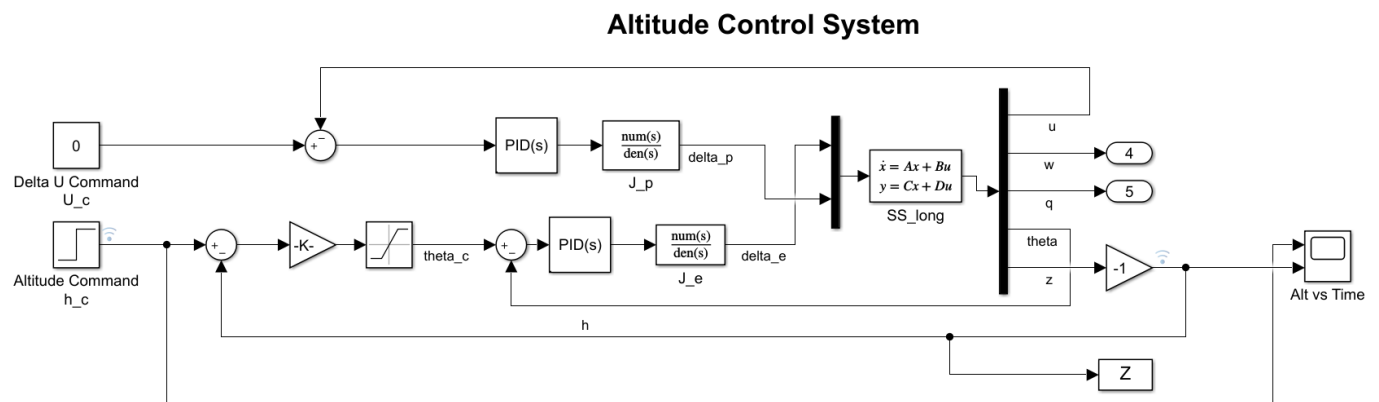 Altitude Control System
0
Delta U Command
U_c
+
−
PID(s)
num(s)
den(s)
J_p
delta_p
ẋ = Ax + Bu
y = Cx + Du
SS_long
u
w
4
q
5
theta
z
Altitude Command
h_c
+
−
-K-
theta_c
+
−
PID(s)
num(s)
den(s)
J_e
delta_e
-1
Alt vs Time
h
Z